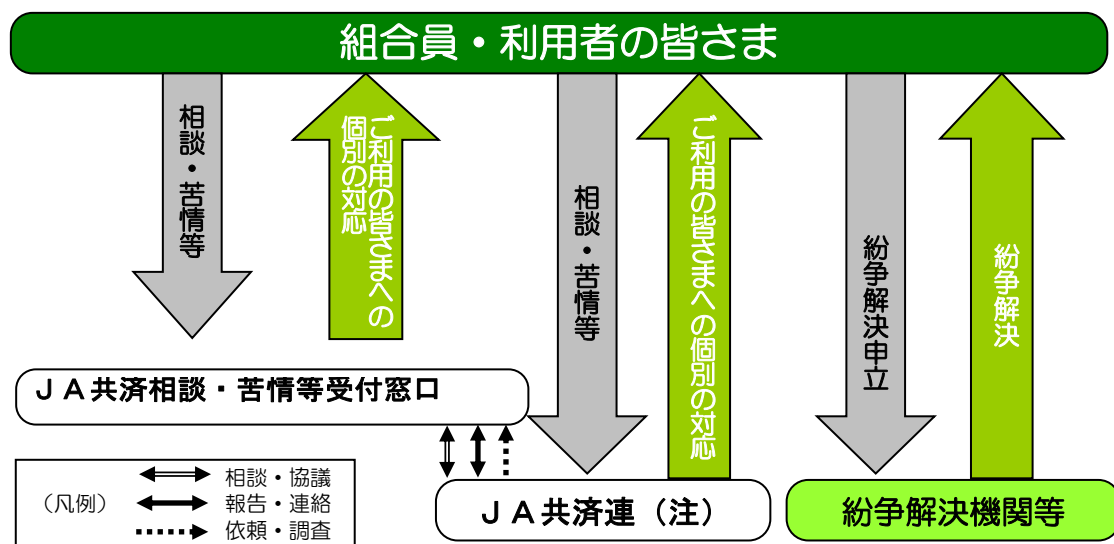 組合員・利用者の皆さま
相談・苦情等
ご利用の皆さまへの
個別の対応
相談・苦情等
ご利用の皆さまへの個別の対応
紛争解決申立
紛争解決
ＪＡ共済相談・苦情等受付窓口
（凡例）
相談・協議
報告・連絡
依頼・調査
ＪＡ共済連（注）
紛争解決機関等